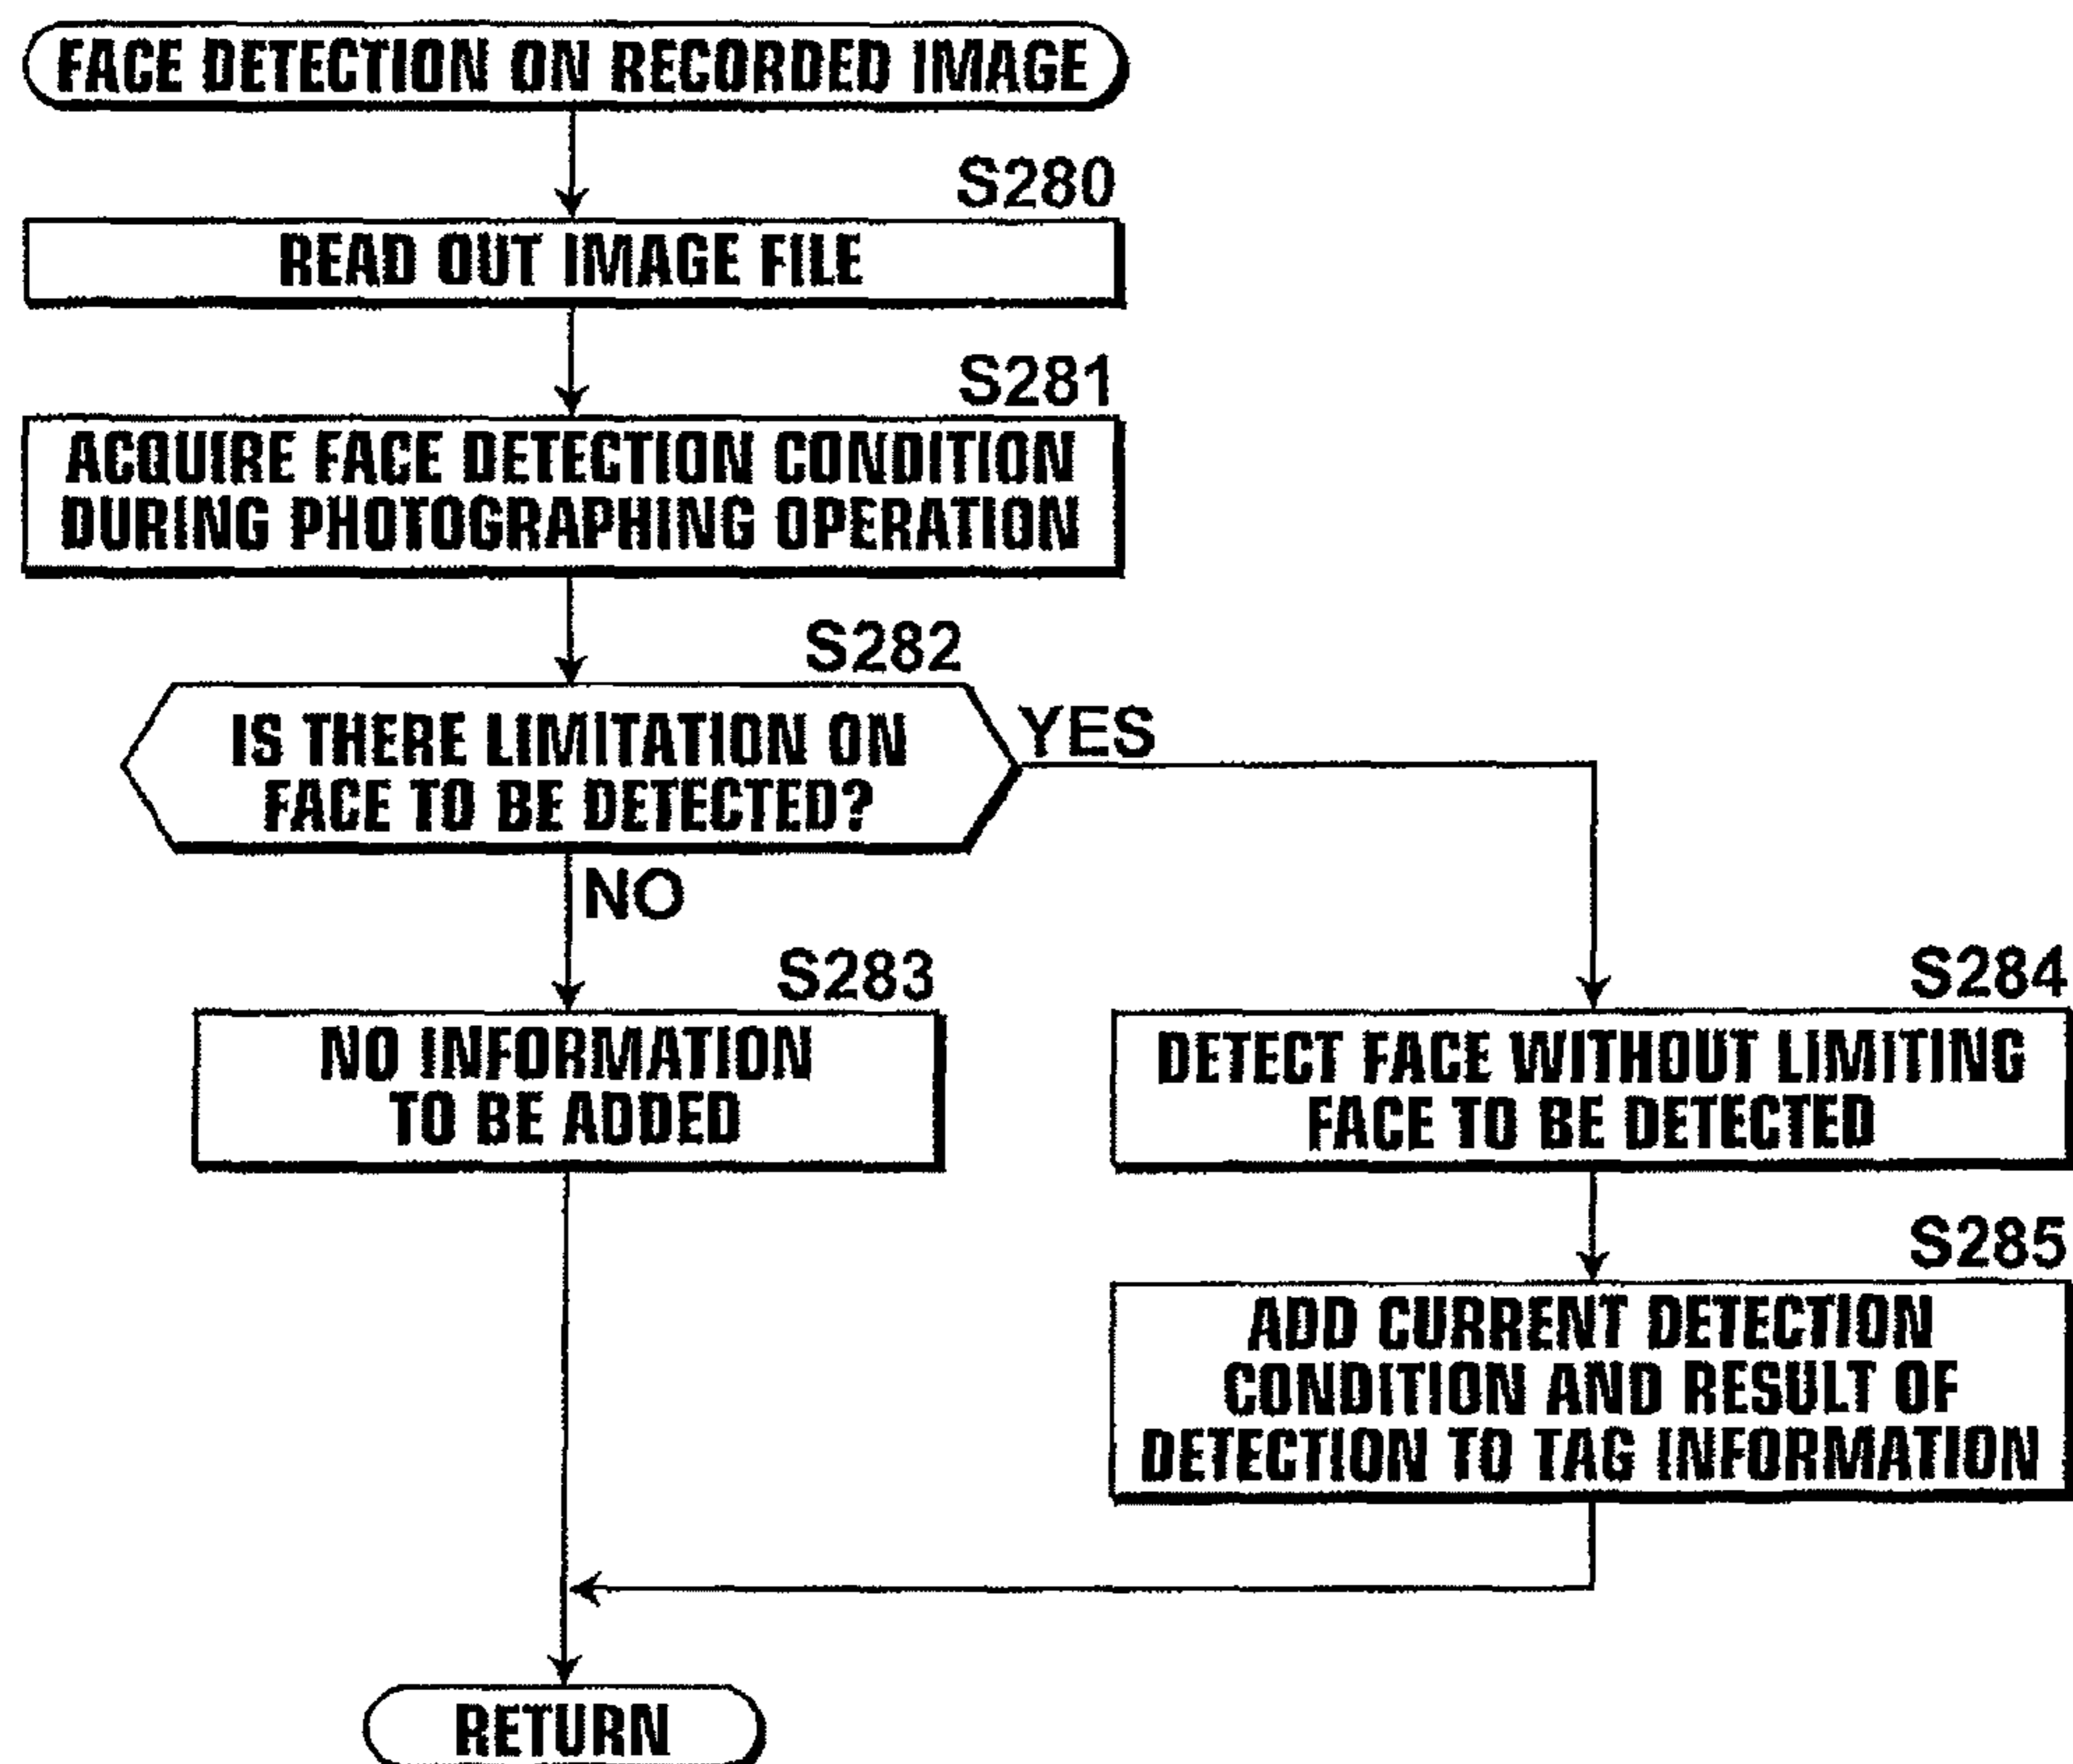 FACE DETECTION ON RECORDED IMAGE
S280
READ OUT IMAGE FILE
S281
ACQUIRE FACE DETECTION CONDITION
DURING PHOTOGRAPHING OPERATION
S282
IS THERE LIMITATION ON
FACE TO BE DETECTED?
YES
NO
S283
NO INFORMATION
TO BE ADDED
S284
DETECT FACE WITHOUT LIMITING
FACE TO BE DETECTED
S285
ADD CURRENT DETECTION
CONDITION AND RESULT OF
DETECTION TO TAG INFORMATION
RETURN